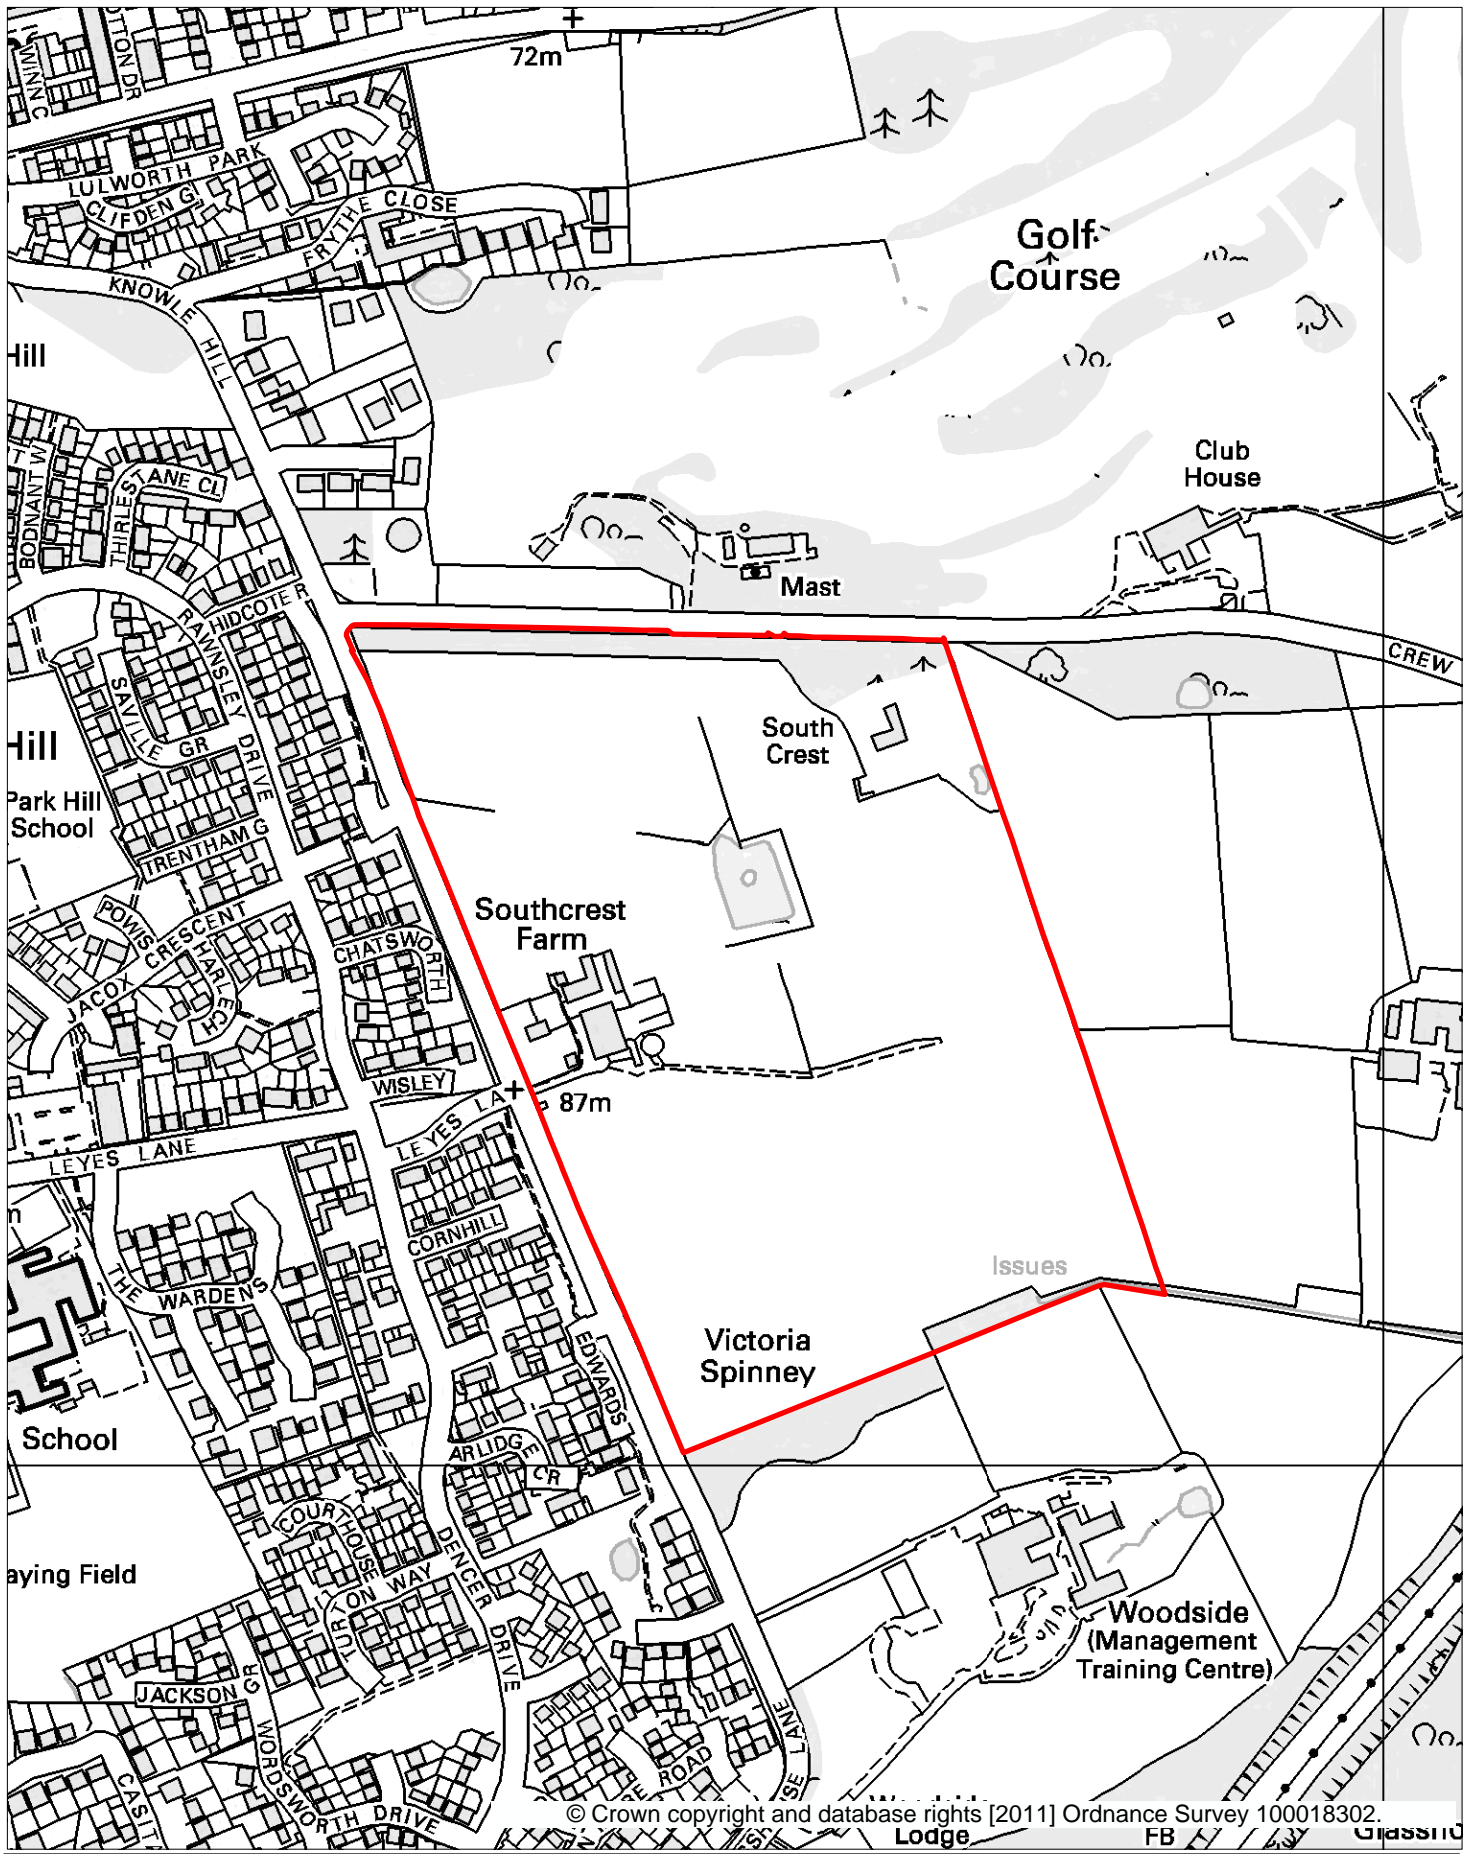 72m
LULWORTH PARK
CLIFDEN G
FRYTHE CLOSE
KNOWLE HILL
Golf
Course
Hill
Club
House
BODNANT W
THIRLESTANE CL
Mast
HIDCOTE R
RAWNSLEY DRIVE
CREW
SAVILLE GR
South
Crest
Hill
Park Hill
School
TRENTHAM G
Southcrest
Farm
POWIS
JACOX CRESCENT
HARLECH
CHATSWORTH
WISLEY
87m
LEYES LA
LEYES LANE
CORNHILL
THE WARDENS
Issues
Victoria
Spinney
EDWARDS
School
ARLIDGE CR
COURTHOUSE
TURTON WAY
DENCER DRIVE
aying Field
Woodside
(Management
Training Centre)
JACKSON GR
WORDSWORTH DRIVE
ROAD
LANE
CASIT
© Crown copyright and database rights [2011] Ordnance Survey 100018302.
Lodge
FB